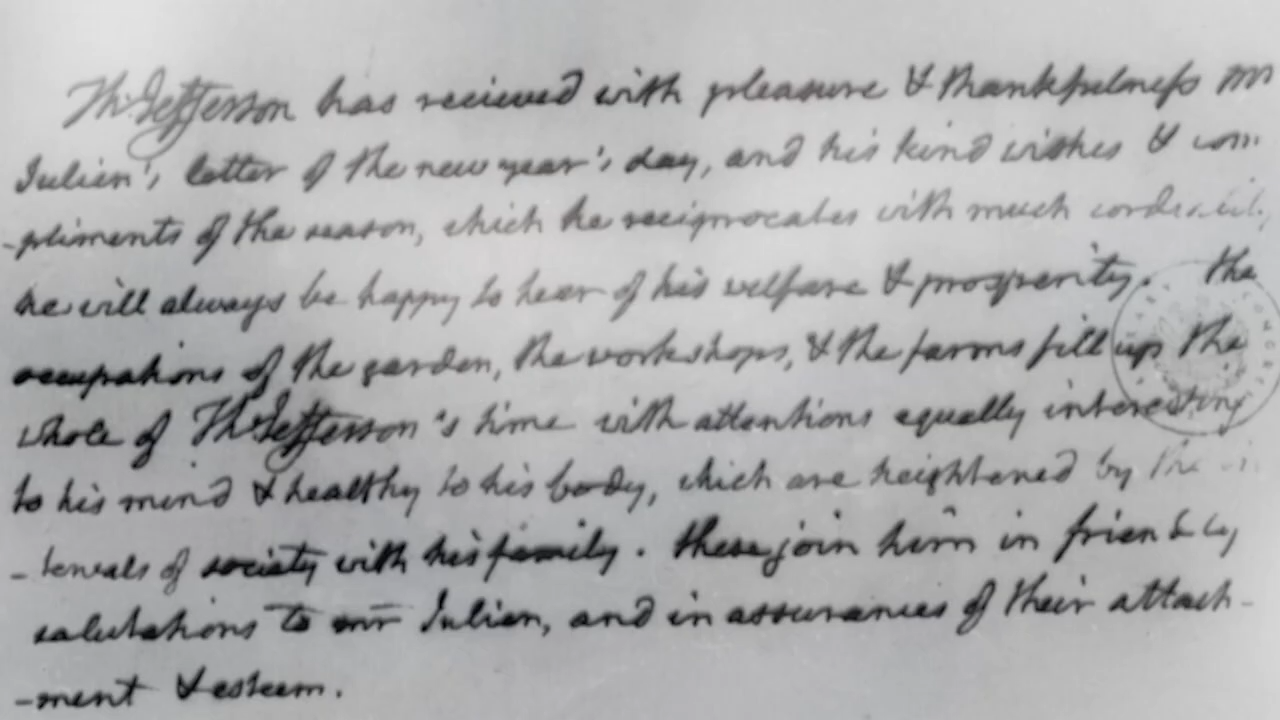 Th: Jefferson has recieved with pleasure & thankfulness Mr
Julien's letter of the new year's day, and his kind wishes & com-
-pliments of the season, which he reciprocates with much cordiality.
he will always be happy to hear of his welfare & prosperity. the
occupations of the garden, the workshops, & the farms fill up the
whole of Th: Jefferson's time with attentions equally interesting
to his mind & healthy to his body, which are heightened by the in
-tervals of society with his family. these join him in friendly
salutations to mr Julien, and in assurances of their attach-
-ment & esteem.